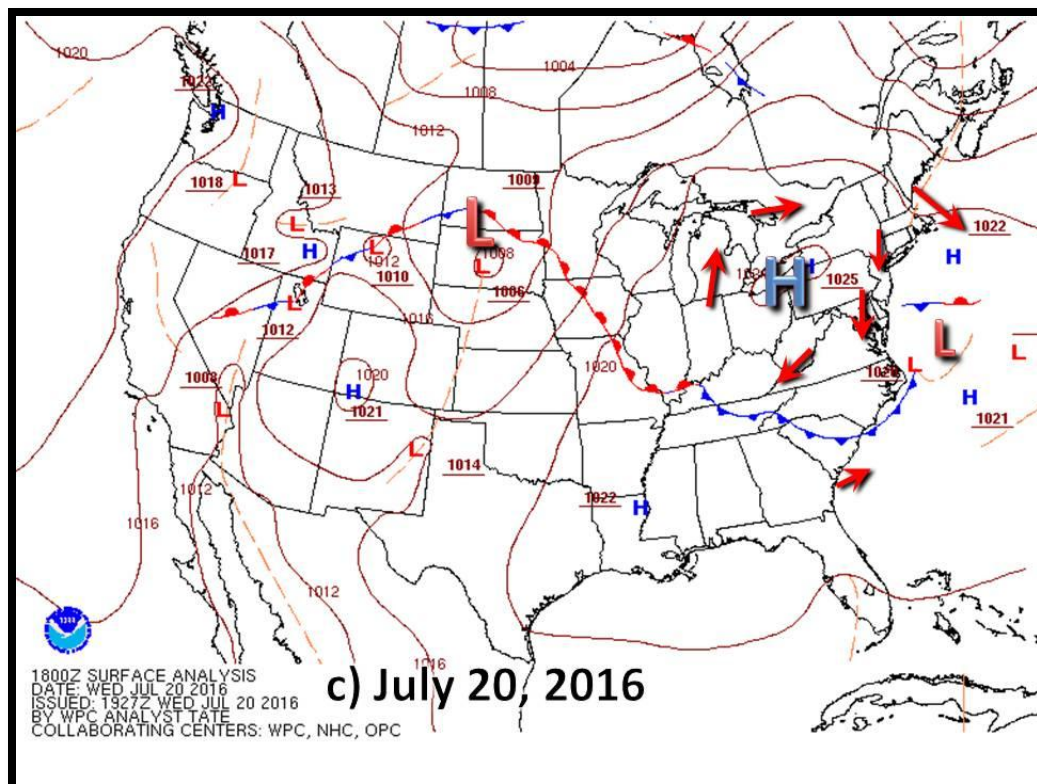 1020
1004
1022
H
1008
1012
1018
L
1013
1009
L
L
1022
1017
H
L
1012
1008
H
1010
L
1006
H
1025
L
1012
1016
L
L
L
1008
1020
1020
H
1021
H
1021
L
L
1014
1022
H
1012
1016
1012
1016
c) July 20, 2016
1800Z SURFACE ANALYSIS
DATE: WED JUL 20 2016
ISSUED: 1927Z WED JUL 20 2016
BY WPC ANALYST TATE
COLLABORATING CENTERS: WPC, NHC, OPC